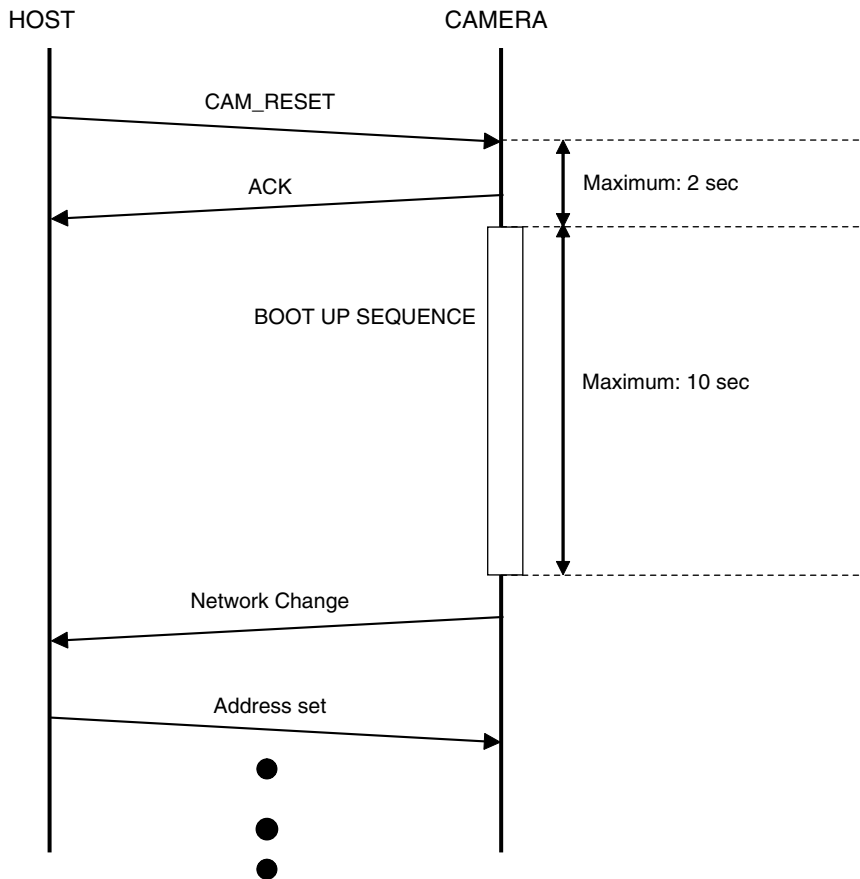 HOST
CAMERA
CAM_RESET
ACK
Maximum: 2 sec
BOOT UP SEQUENCE
Maximum: 10 sec
Network Change
Address set